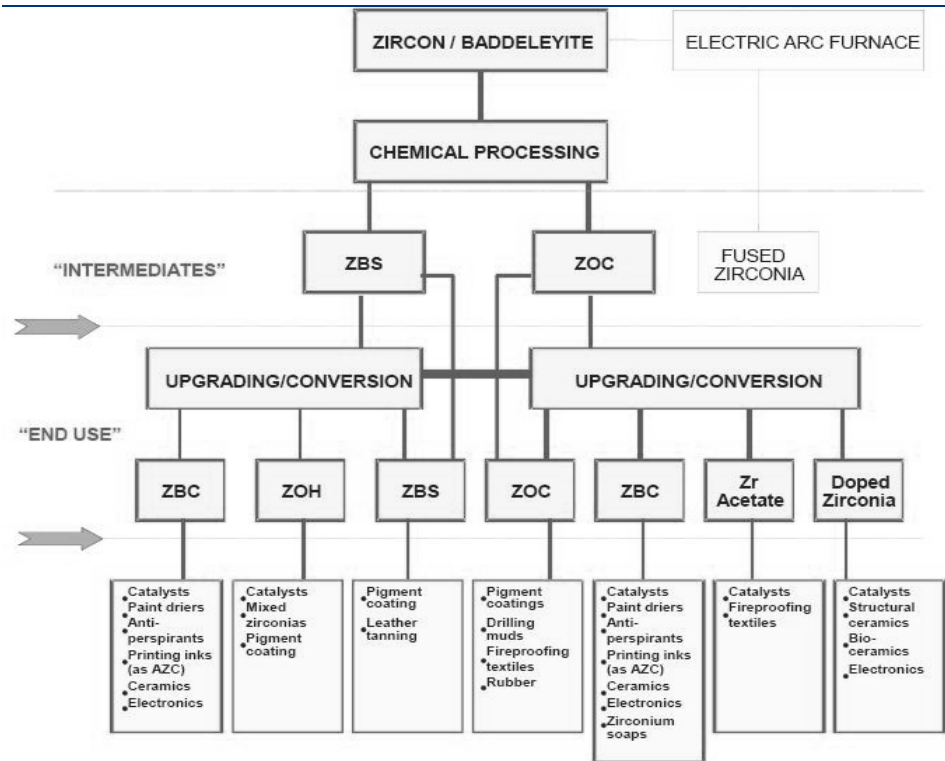 ZIRCON / BADDELEYITE
ELECTRIC ARC FURNACE
CHEMICAL PROCESSING
"INTERMEDIATES"
ZBS
ZOC
FUSED
ZIRCONIA
UPGRADING/CONVERSION
UPGRADING/CONVERSION
"END USE"
ZBC
ZOH
ZBS
ZOC
ZBC
Zr
Acetate
Doped
Zirconia
Catalysts
•Paint driers
•Anti-
perspirants
•Printing inks
(as AZC)
•Ceramics
•Electronics
Catalysts
•Mixed
zirconias
•Pigment
coating
Pigment
•coating
Leather
•tanning
Pigment
•coatings
Drilling
•muds
Fireproofing
•textiles
•Rubber
Catalysts
•Paint driers
•Anti-
perspirants
•Printing inks
(as AZC)
•Ceramics
•Electronics
•Zirconium
soaps
Catalysts
•Fireproofing
textiles
Catalysts
•Structural
ceramics
•Bio-
ceramics
•Electronics